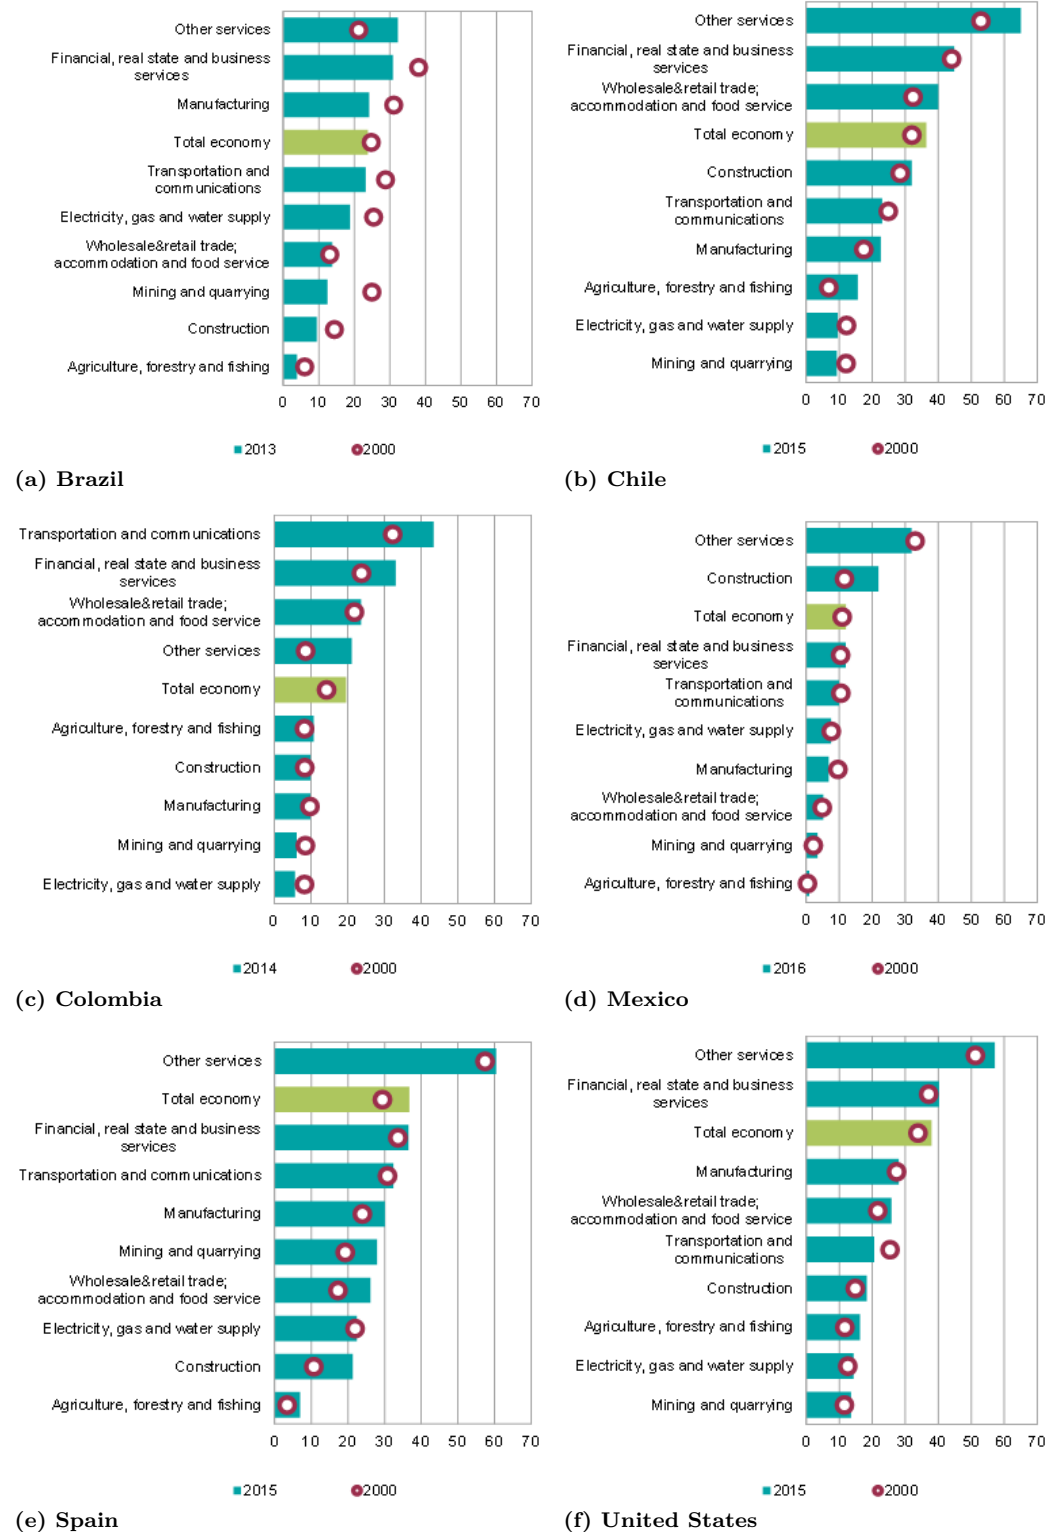 Other services
Financial, real state and business
services
Manufacturing
Total economy
Transportation and
communications
Electricity, gas and water supply
Wholesale&retail trade;
accommodation and food service
Mining and quarrying
Construction
Agriculture, forestry and fishing
0 10 20 30 40 50 60 70
2013 2000
(a) Brazil
Other services
Financial, real state and business
services
Wholesale&retail trade;
accommodation and food service
Total economy
Construction
Transportation and
communications
Manufacturing
Agriculture, forestry and fishing
Electricity, gas and water supply
Mining and quarrying
0 10 20 30 40 50 60 70
2015 2000
(b) Chile
Transportation and communications
Financial, real state and business
services
Wholesale&retail trade;
accommodation and food service
Other services
Total economy
Agriculture, forestry and fishing
Construction
Manufacturing
Mining and quarrying
Electricity, gas and water supply
0 10 20 30 40 50 60 70
2014 2000
(c) Colombia
Other services
Construction
Total economy
Financial, real state and business
services
Transportation and
communications
Electricity, gas and water supply
Manufacturing
Wholesale&retail trade;
accommodation and food service
Mining and quarrying
Agriculture, forestry and fishing
0 10 20 30 40 50 60 70
2016 2000
(d) Mexico
Other services
Total economy
Financial, real state and business
services
Transportation and communications
Manufacturing
Mining and quarrying
Wholesale&retail trade;
accommodation and food service
Electricity, gas and water supply
Construction
Agriculture, forestry and fishing
0 10 20 30 40 50 60 70
2015 2000
(e) Spain
Other services
Financial, real state and business
services
Total economy
Manufacturing
Wholesale&retail trade;
accommodation and food service
Transportation and
communications
Construction
Agriculture, forestry and fishing
Electricity, gas and water supply
Mining and quarrying
0 10 20 30 40 50 60 70
2015 2000
(f) United States